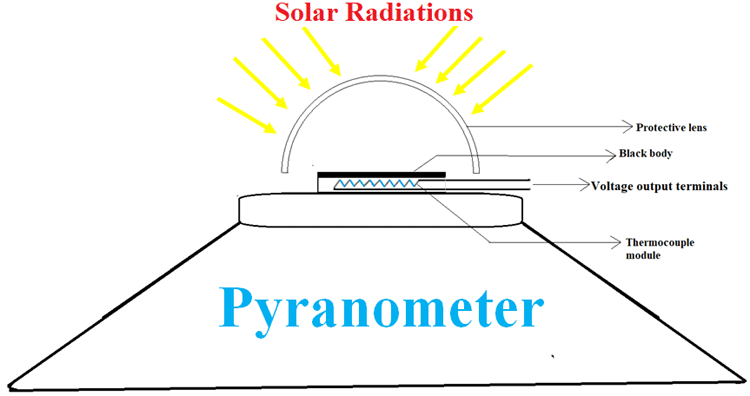 Solar Radiations
Protective lens
Black body
Voltage output terminals
Thermocouple
module
Pyranometer